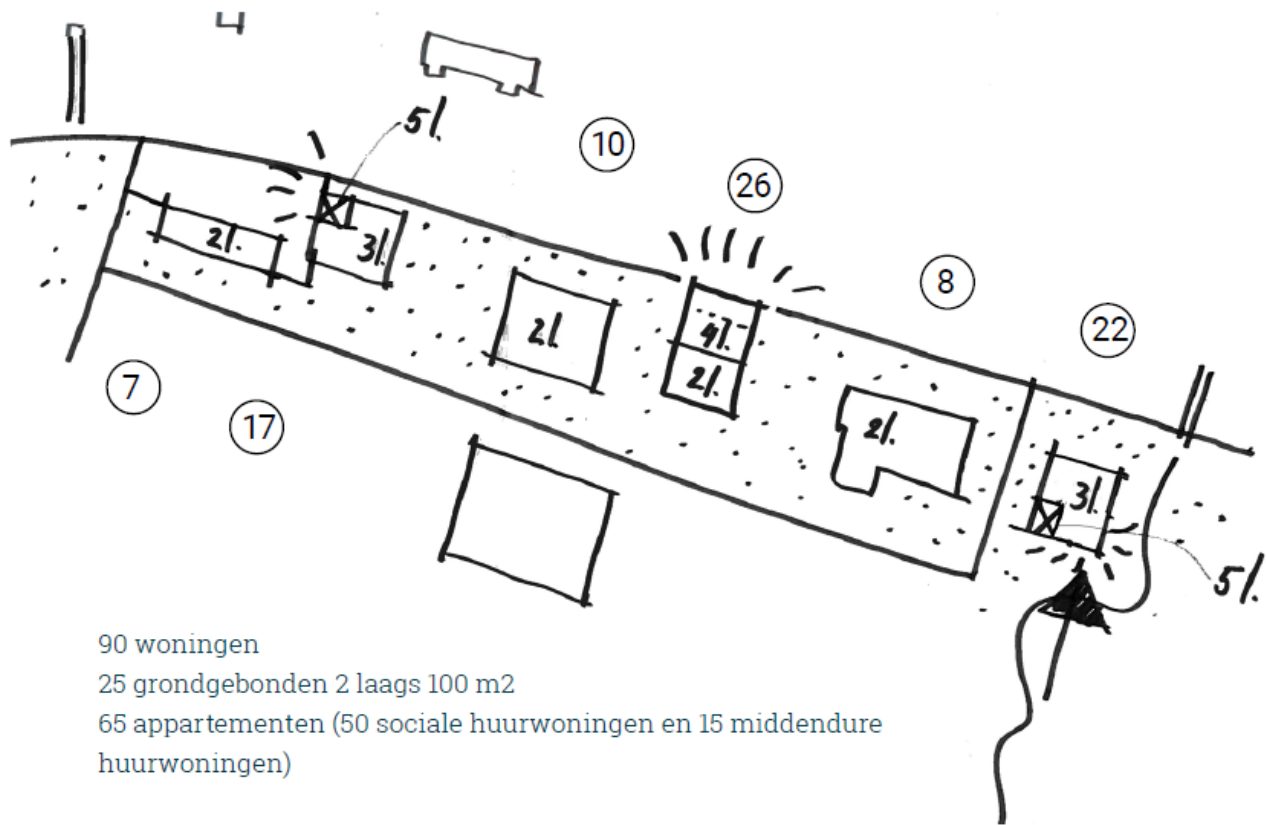 5l.
10
26
2l.
3l.
8
2l.
4l.
22
2l.
7
2l.
17
3l.
5l.
90 woningen
25 grondgebonden 2 laags 100 m2
65 appartementen (50 sociale huurwoningen en 15 middendure
huurwoningen)